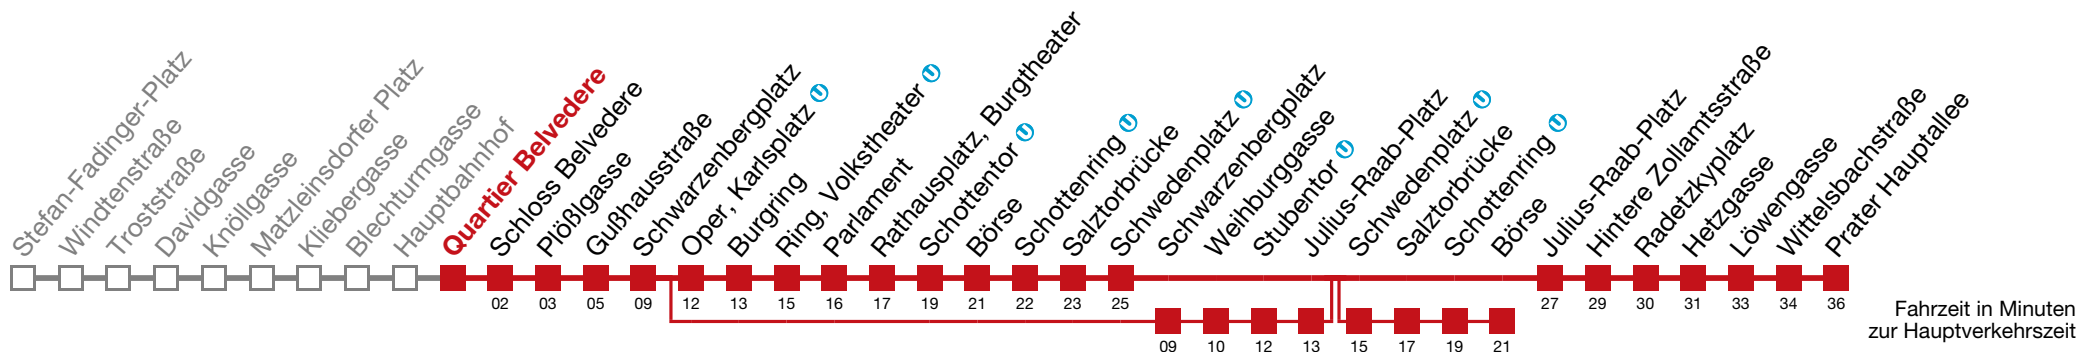 Stefan-Fadinger-Platz
Windtenstraße
Troststraße
Davidgasse
Knöllgasse
Matzleinsdorfer Platz
Kliebergasse
Blechturmgasse
Hauptbahnhof
Quartier Belvedere
Schloss Belvedere
Plößlgasse
Gußhausstraße
Schwarzenbergplatz
Oper, Karlsplatz U
Burgring
Ring, Volkstheater U
Parlament
Rathausplatz, Burgtheater
Schottentor U
Börse
Schottenring U
Salztorbrücke
Schwedenplatz U
Schwarzenbergplatz
Weihburggasse
Stubentor U
Julius-Raab-Platz
Schwedenplatz U
Salztorbrücke
Schottenring U
Börse
Julius-Raab-Platz
Hintere Zollamtsstraße
Radetzkyplatz
Hetzgasse
Löwengasse
Wittelsbachstraße
Prater Hauptallee
02 03 05 09 12 13 15 16 17 19 21 22 23 25 27 29 30 31 33 34 36
09 10 12 13 15 17 19 21
Fahrzeit in Minuten
zur Hauptverkehrszeit